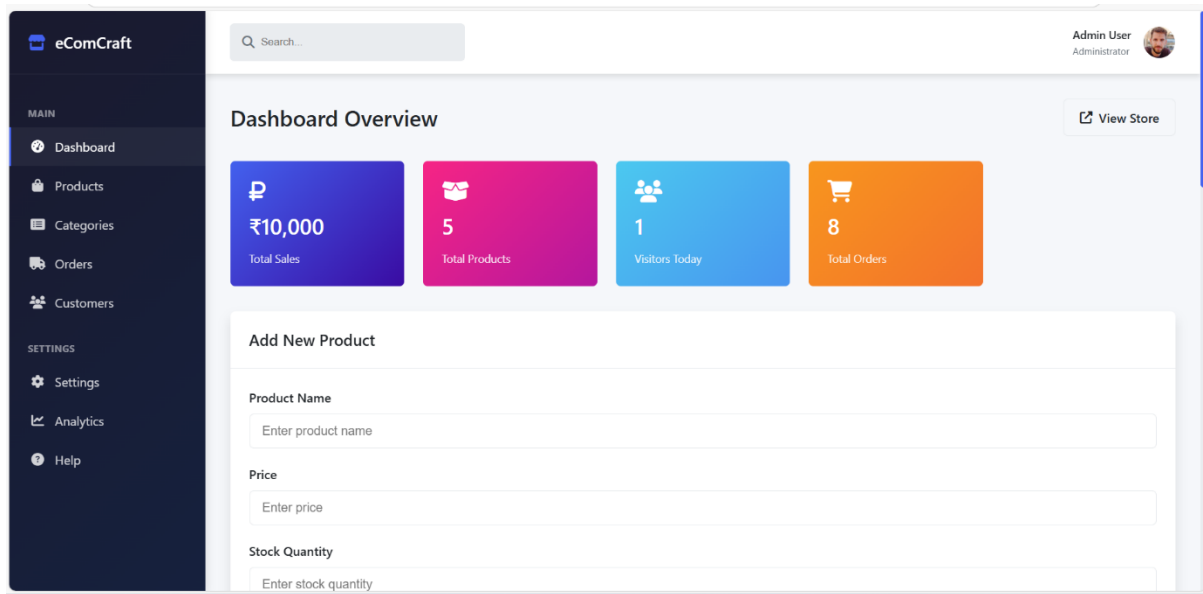 eComCraft
Search...
Admin User
Administrator
MAIN
Dashboard
Products
Categories
Orders
Customers
SETTINGS
Settings
Analytics
Help
Dashboard Overview
View Store
₽
₹10,000
Total Sales
5
Total Products
1
Visitors Today
8
Total Orders
Add New Product
Product Name
Enter product name
Price
Enter price
Stock Quantity
Enter stock quantity